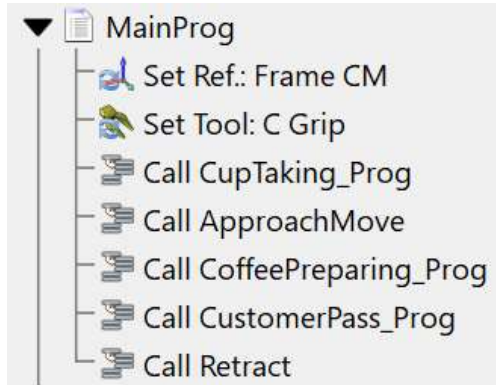 MainProg
Set Ref.: Frame CM
Set Tool: C Grip
Call CupTaking_Prog
Call ApproachMove
Call CoffeePreparing_Prog
Call CustomerPass_Prog
Call Retract